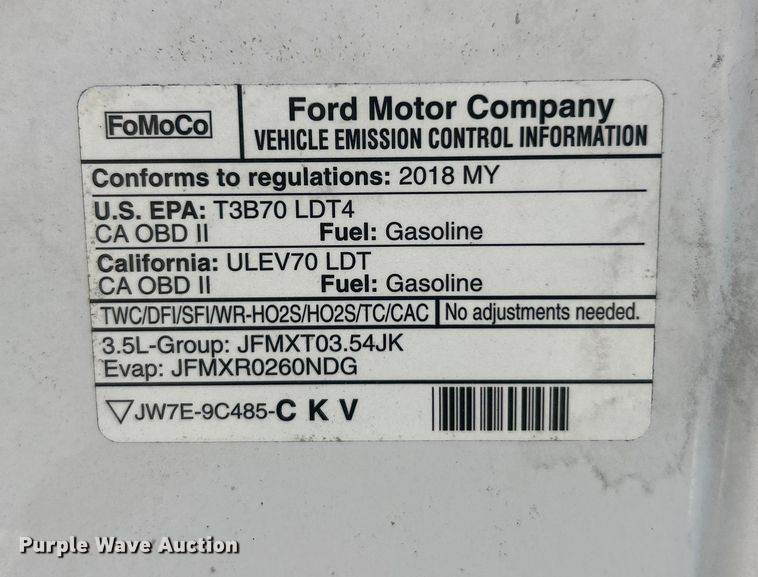 FoMoCo
Ford Motor Company
VEHICLE EMISSION CONTROL INFORMATION
Conforms to regulations: 2018 MY
U.S. EPA: T3B70 LDT4
CA OBD II Fuel: Gasoline
California: ULEV70 LDT
CA OBD II Fuel: Gasoline
TWC/DFI/SFI/WR-HO2S/HO2S/TC/CAC No adjustments needed.
3.5L-Group: JFMXT03.54JK
Evap: JFMXR0260NDG
▽JW7E-9C485-C K V
Purple Wave Auction